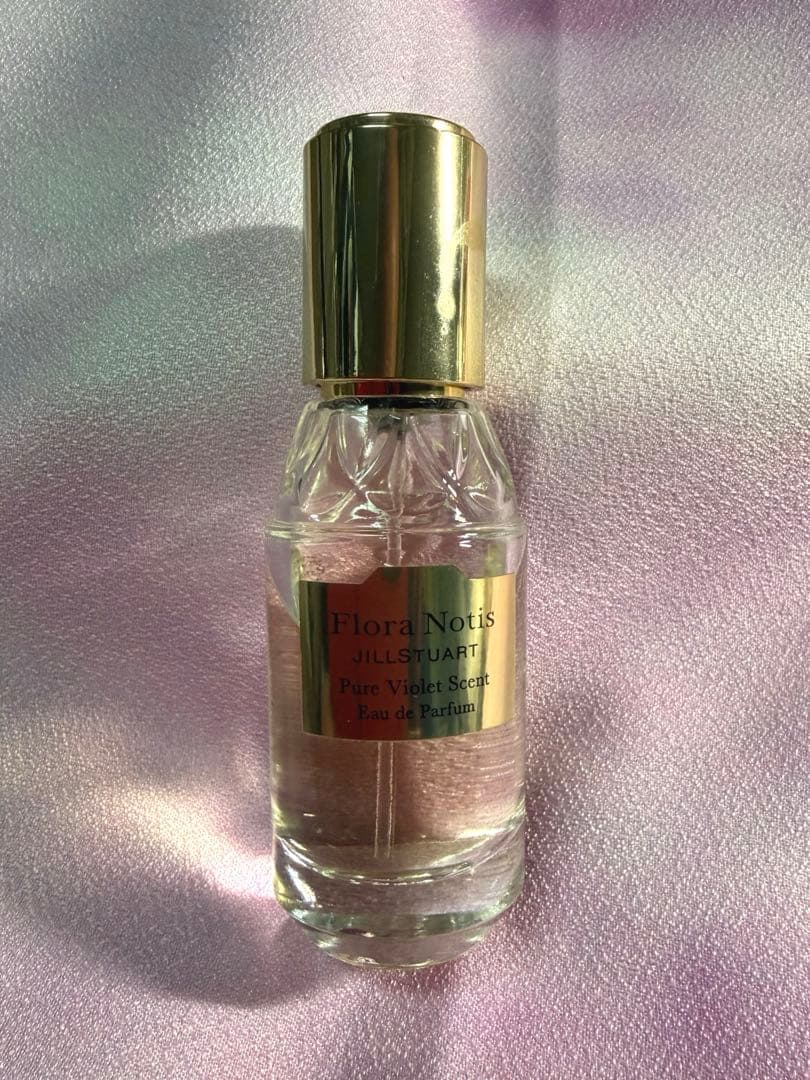 Flora Notis
JILLSTUART
Pure Violet Scent
Eau de Parfum